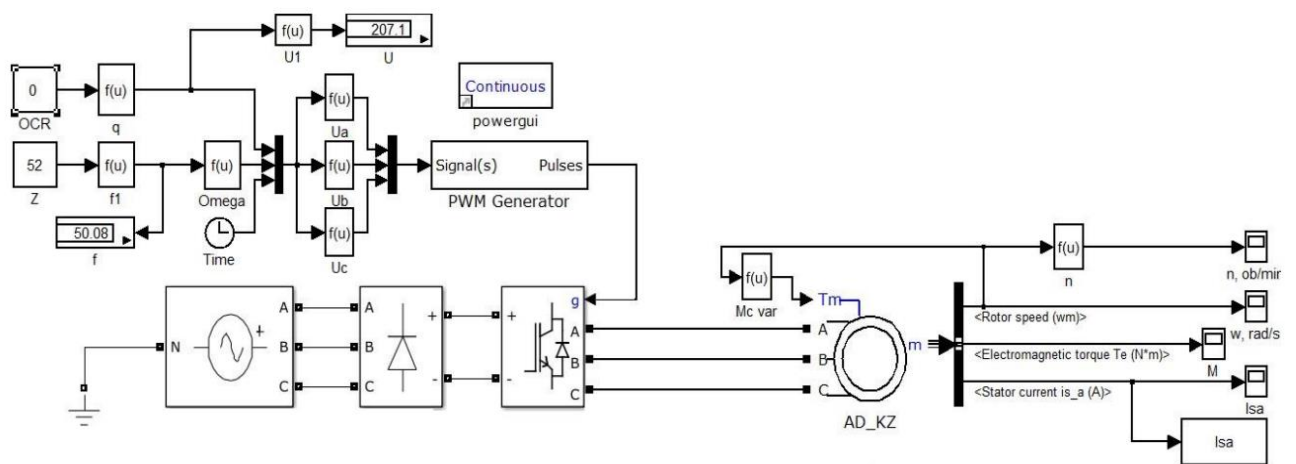 f(u)
207.1
U1
U
0
f(u)
OCR
q
f(u)
Ua
Continuous
powergui
52
f(u)
f(u)
f(u)
Signal(s) Pulses
Z
f1
Omega
Ub
PWM Generator
50.08
f
Time
f(u)
Uc
f(u)
n
n, ob/mir
f(u)
Mc var
Tm
<Rotor speed (wm)>
w, rad/s
N
A
B
C
+
A
B
C
+
-
+
-
g
A
B
C
A
B
C
m
AD_KZ
<Electromagnetic torque Te (N*m)>
M
<Stator current is_a (A)>
Isa
Isa